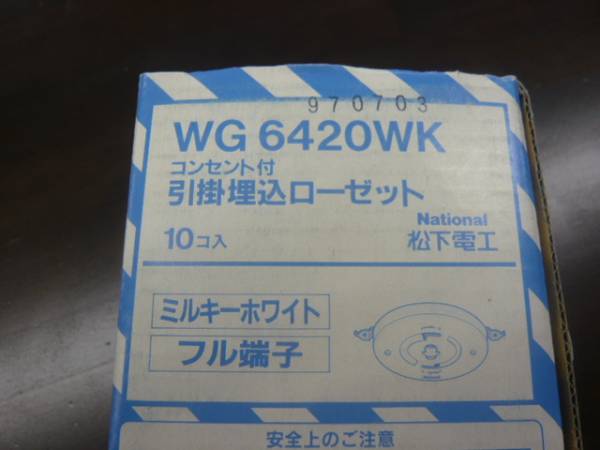 970703
WG 6420WK
コンセント付
引掛埋込ローゼット
National
10コ入 松下電工
ミルキーホワイト
フル端子
安全上のご注意